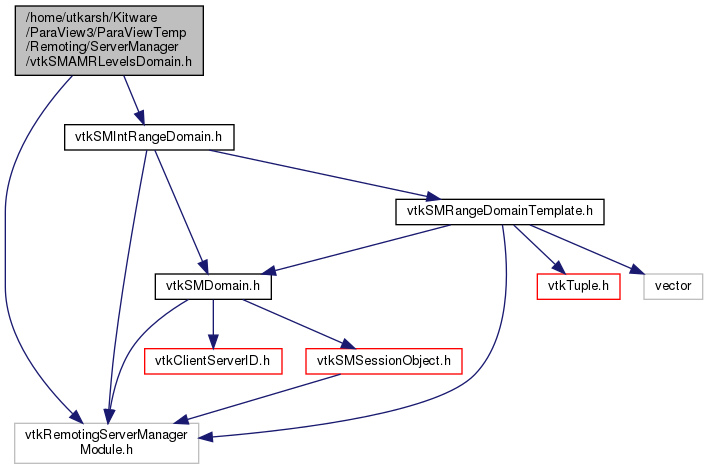 /home/utkarsh/Kitware
/ParaView3/ParaViewTemp
/Remoting/ServerManager
/vtkSMAMRLevelsDomain.h
vtkSMIntRangeDomain.h
vtkSMRangeDomainTemplate.h
vtkSMDomain.h
vtkTuple.h
vector
vtkClientServerID.h
vtkSMSessionObject.h
vtkRemotingServerManager
Module.h